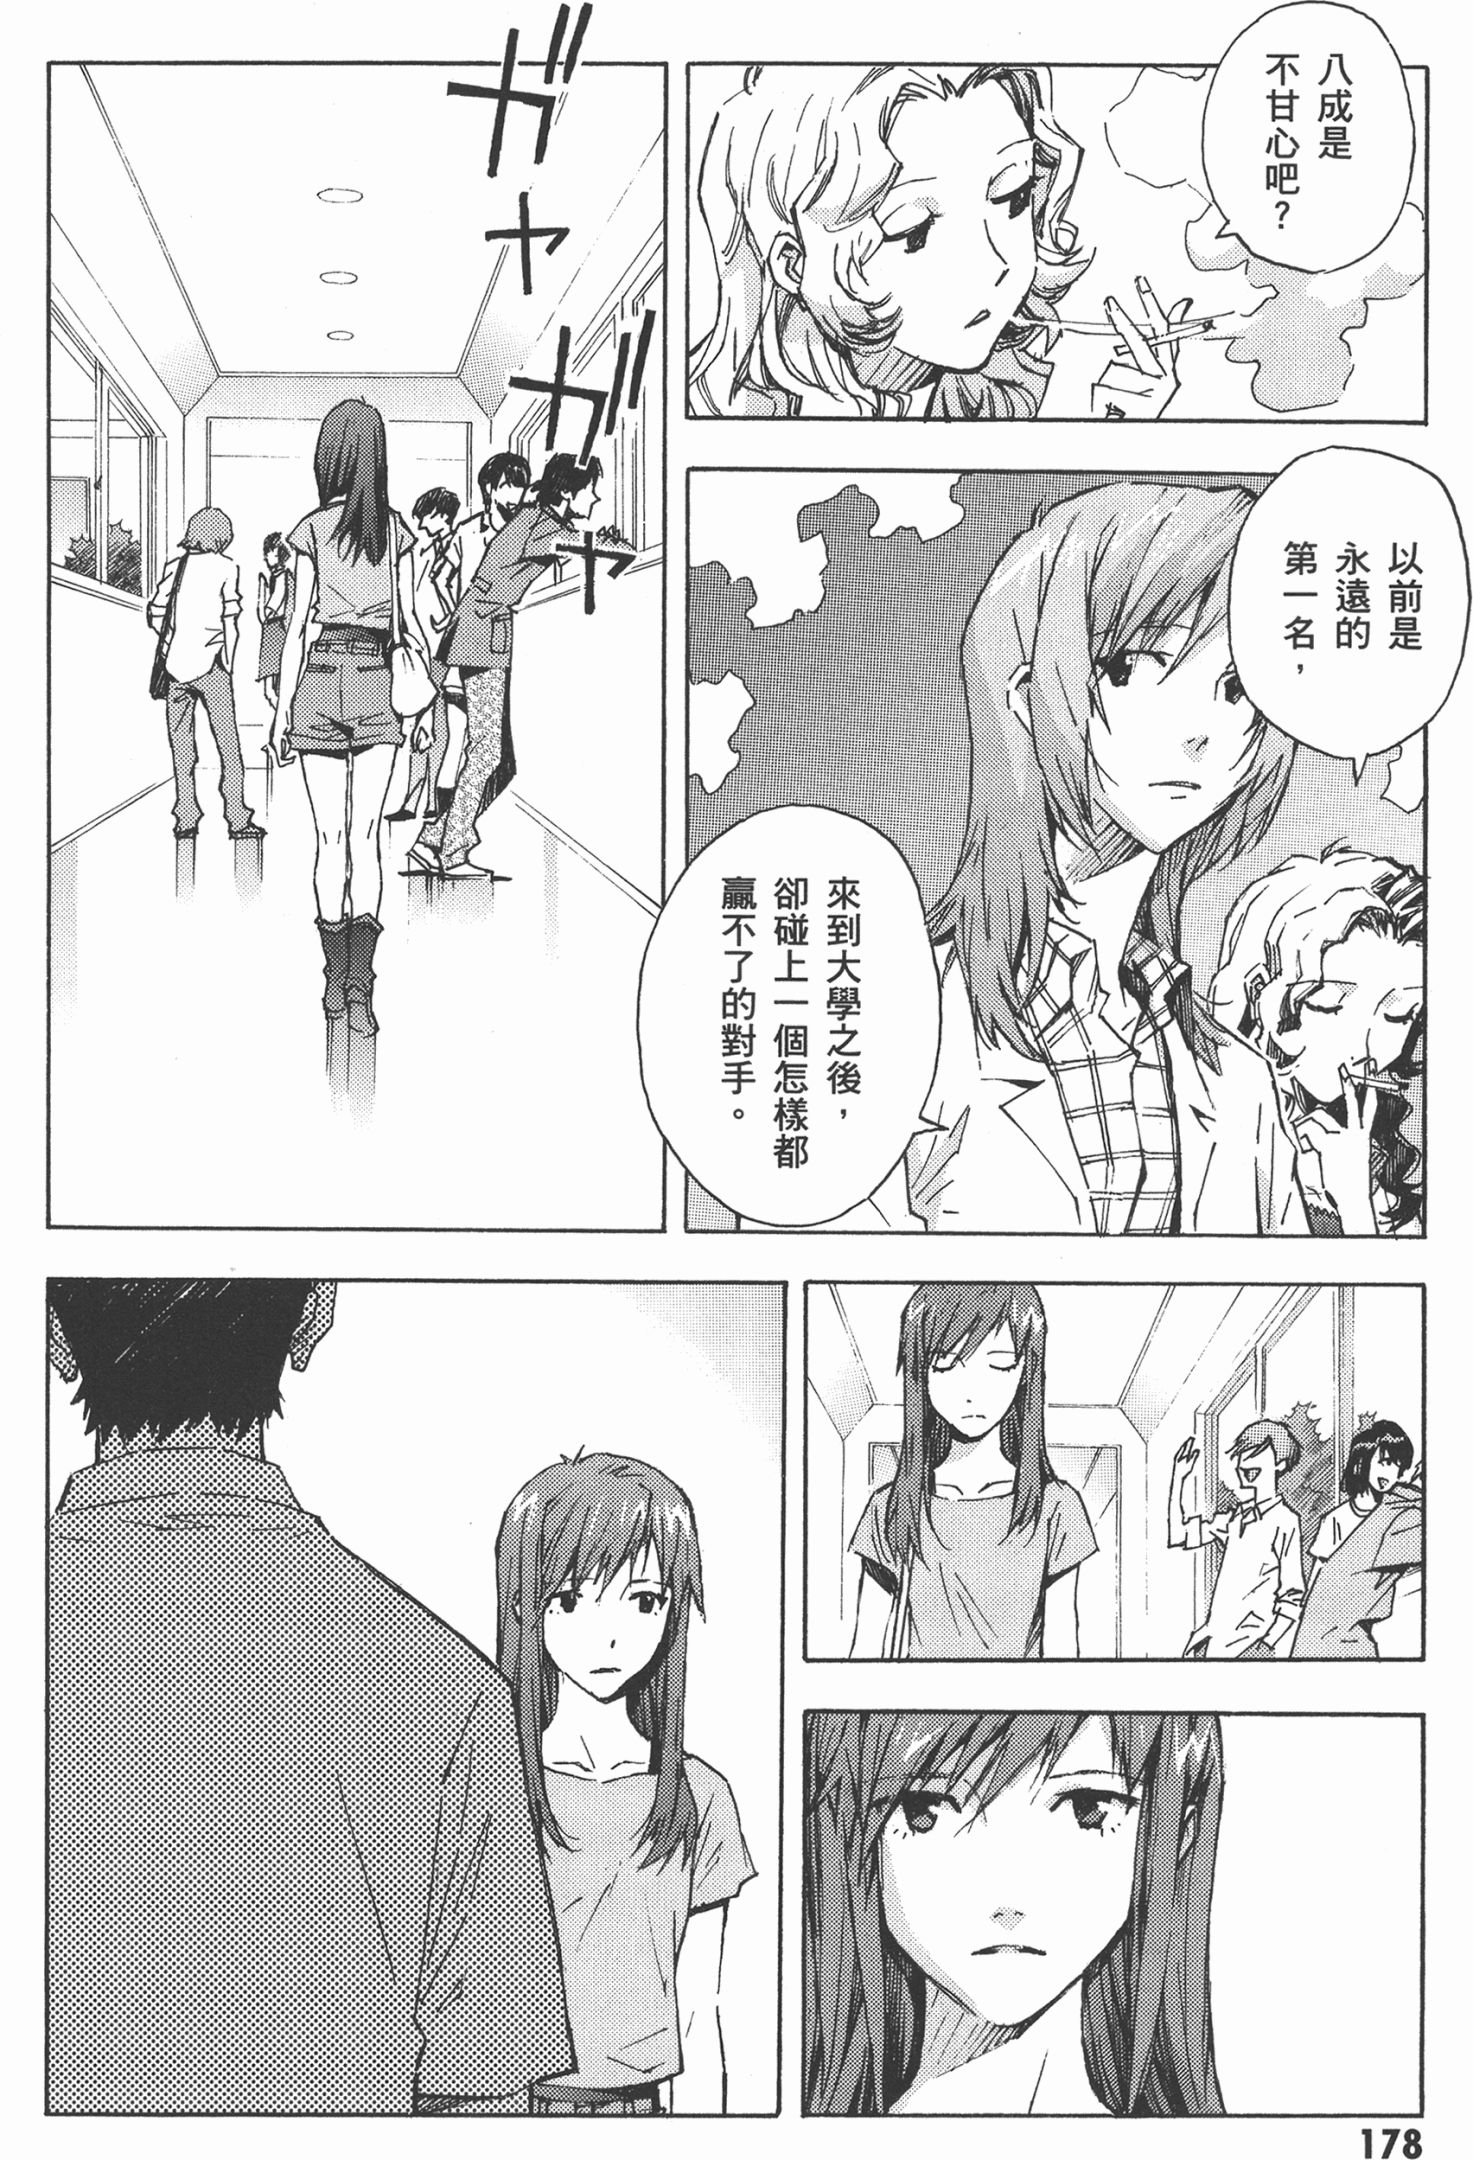 八成是
不甘心吧？
以前是
永遠的
第一名，
來到大學之後，
卻碰上一個怎樣都
贏不了的對手。
ガヤ
ガヤ
178